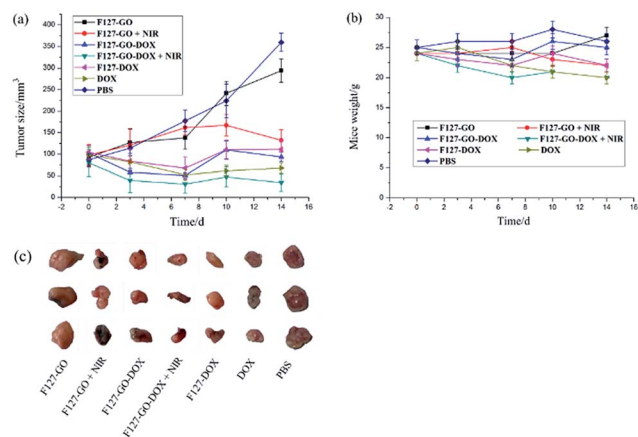 (a)
Tumor size/mm³
400
350
300
250
200
150
100
50
0
F127-GO
F127-GO + NIR
F127-GO-DOX
F127-GO-DOX + NIR
F127-DOX
DOX
PBS
-2 0 2 4 6 8 10 12 14 16
Time/d
(b)
Mice weight/g
35
30
25
20
15
10
5
0
F127-GO F127-GO + NIR
F127-GO-DOX F127-GO-DOX + NIR
F127-DOX DOX
PBS
-2 0 2 4 6 8 10 12 14 16
Time/d
(c)
F127-GO
F127-GO + NIR
F127-GO-DOX
F127-GO-DOX + NIR
F127-DOX
DOX
PBS